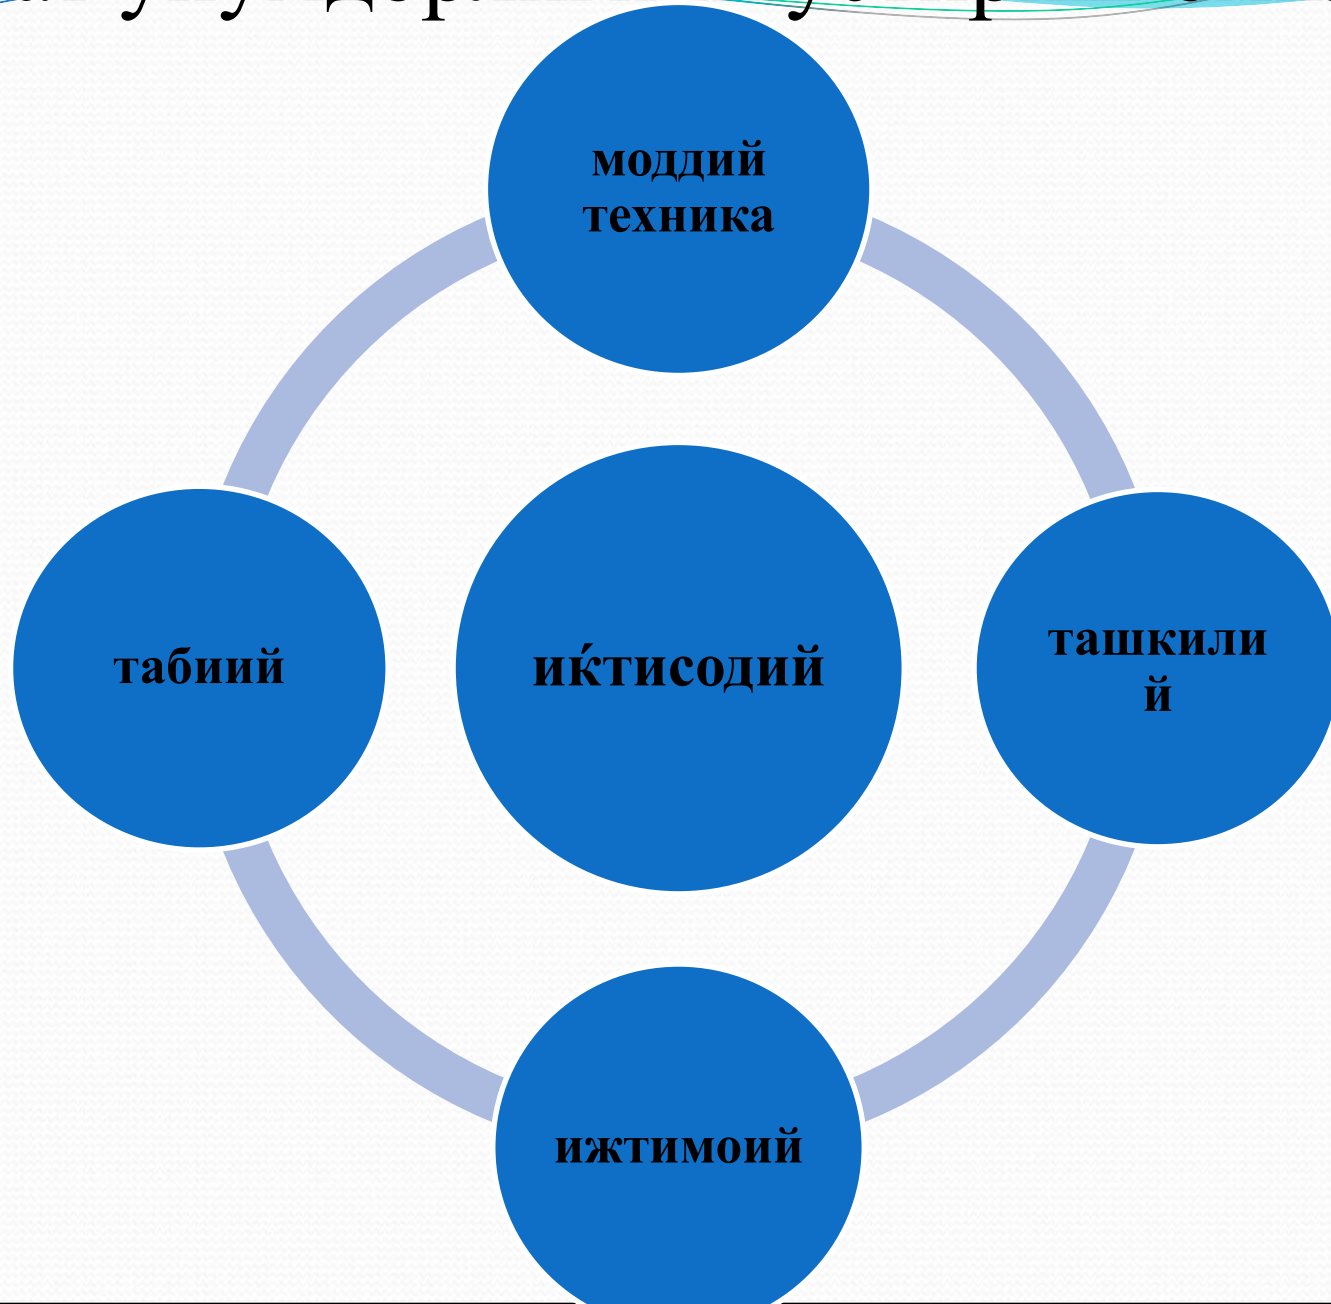 моддий
техника
табиий
иќтисодий
ташкили
й
ижтимоий